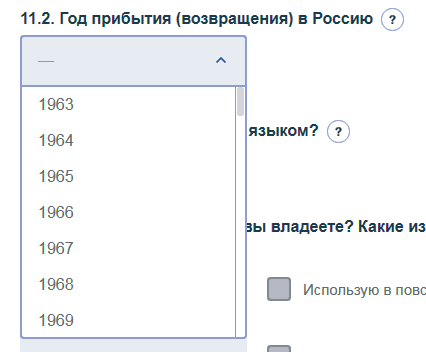 11.2. Год прибытия (возвращения) в Россию ?
—
1963
1964
языком? ?
1965
1966
1967
вы владеете? Какие из
1968
Использую в повс
1969